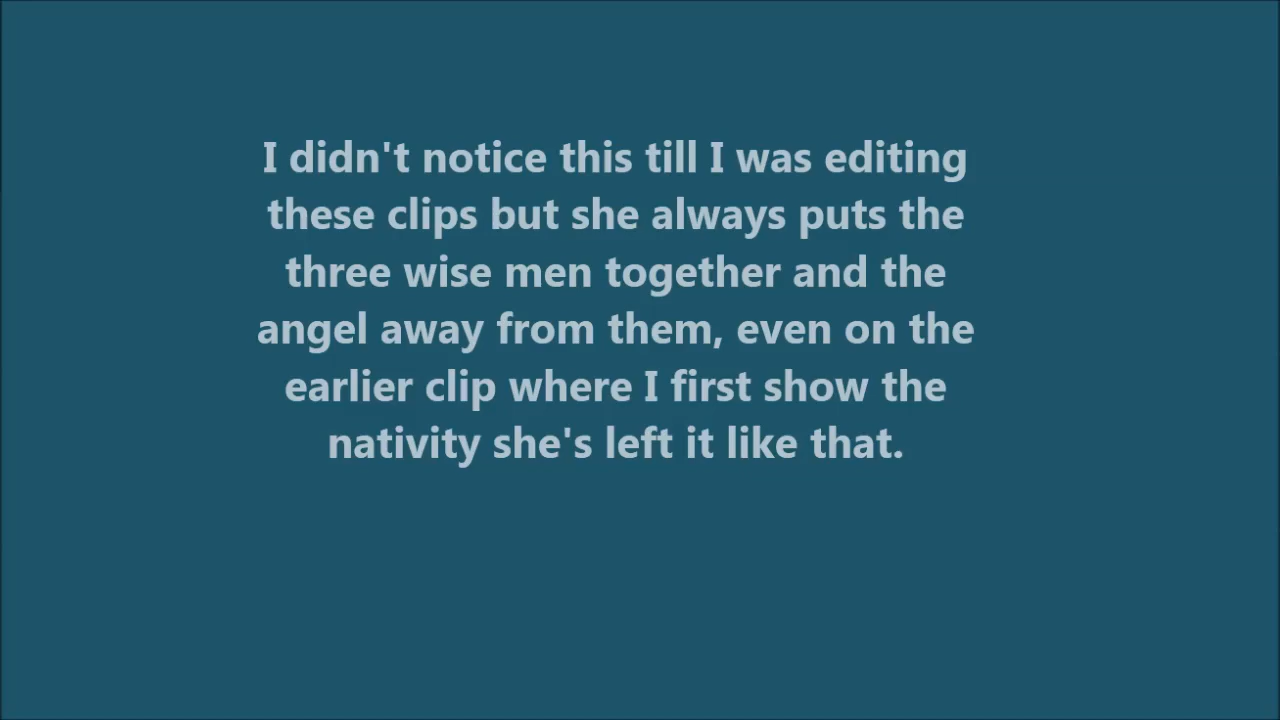 I didn't notice this till I was editing
these clips but she always puts the
three wise men together and the
angel away from them, even on the
earlier clip where I first show the
nativity she's left it like that.